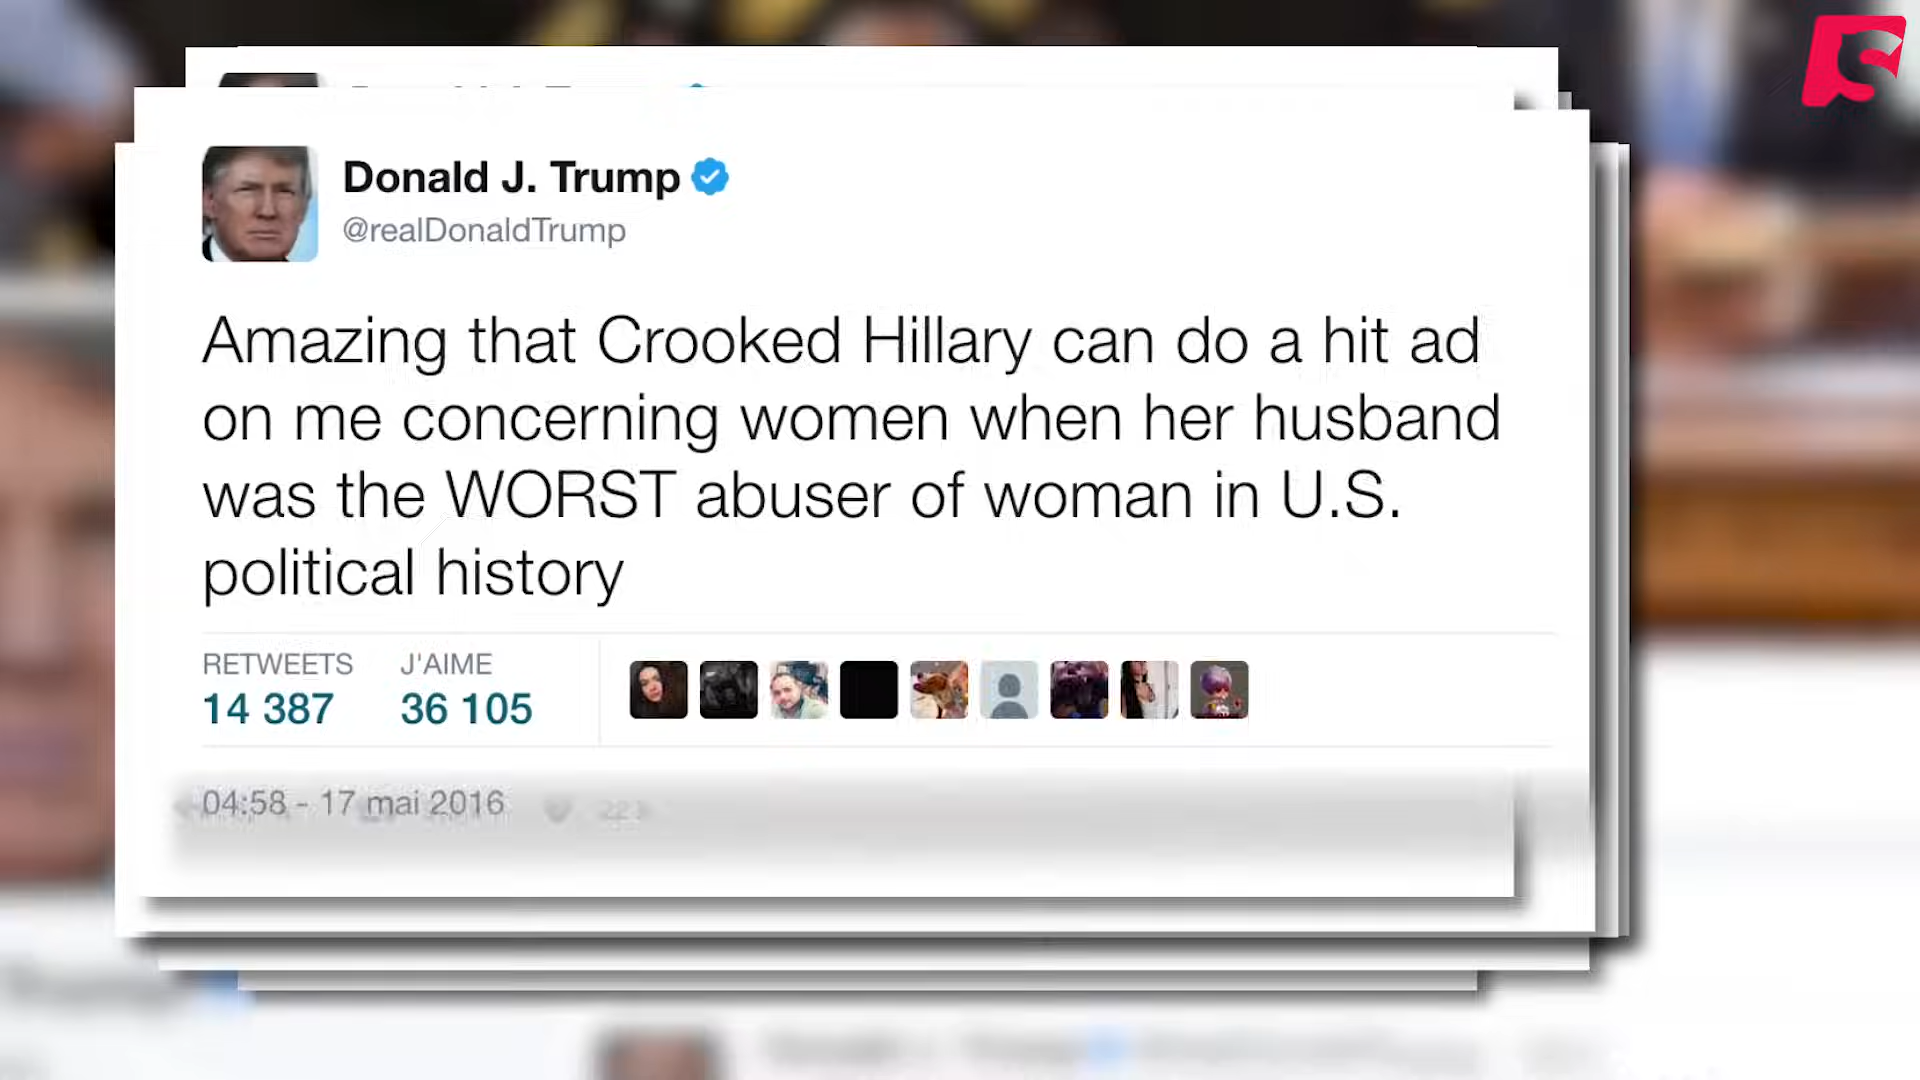 Donald J. Trump
@realDonaldTrump
Amazing that Crooked Hillary can do a hit ad
on me concerning women when her husband
was the WORST abuser of woman in U.S.
political history
RETWEETS J'AIME
14 387 36 105
04:58 - 17 mai 2016